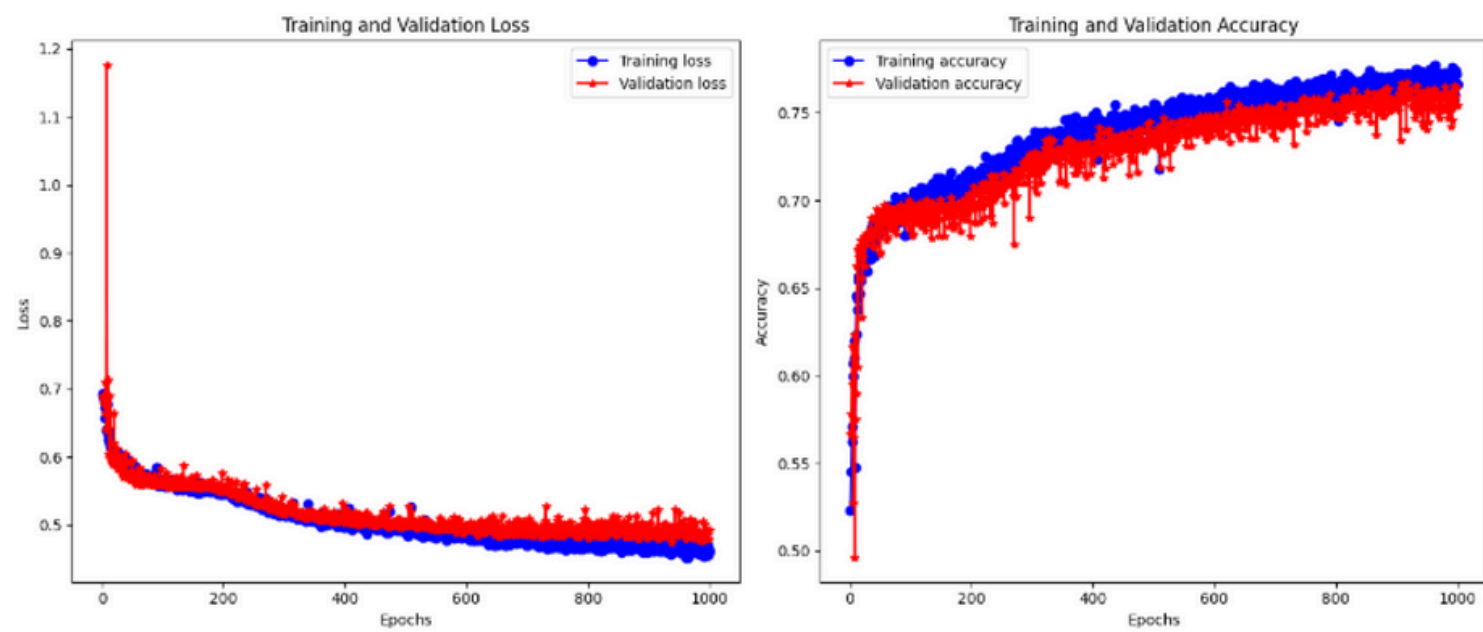 Training and Validation Loss
1.2
1.1
1.0
0.9
0.8
0.7
0.6
0.5
Loss
Training loss
Validation loss
0
200
400
600
800
1000
Epochs
Training and Validation Accuracy
Training accuracy
Validation accuracy
0.75
0.70
0.65
0.60
0.55
0.50
Accuracy
0
200
400
600
800
1000
Epochs